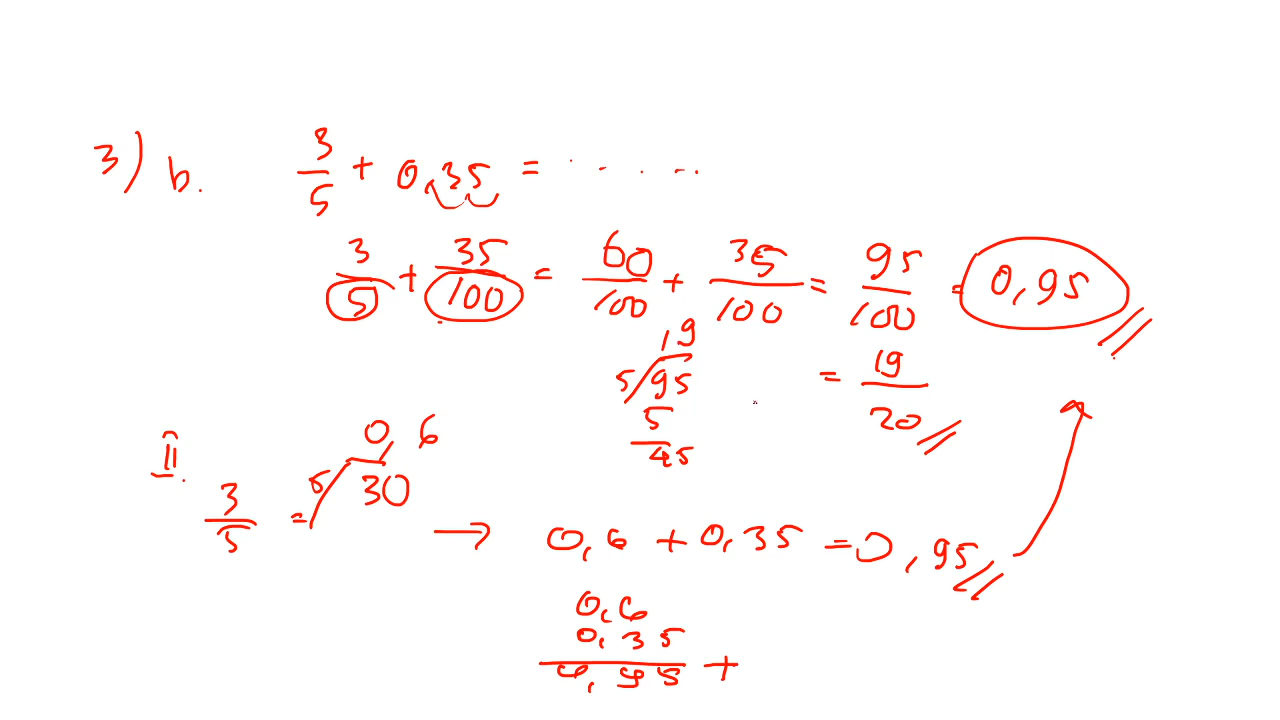 3) b. 3/5 + 0,35 = . . . . .
3/5 + 35/100 = 60/100 + 35/100 = 95/100 = 0,95
19
5/95
5
45
= 19/20
II.
0,6
3/5 = 5/30
→ 0,6 + 0,35 = 0,95
0,6
0,35
+